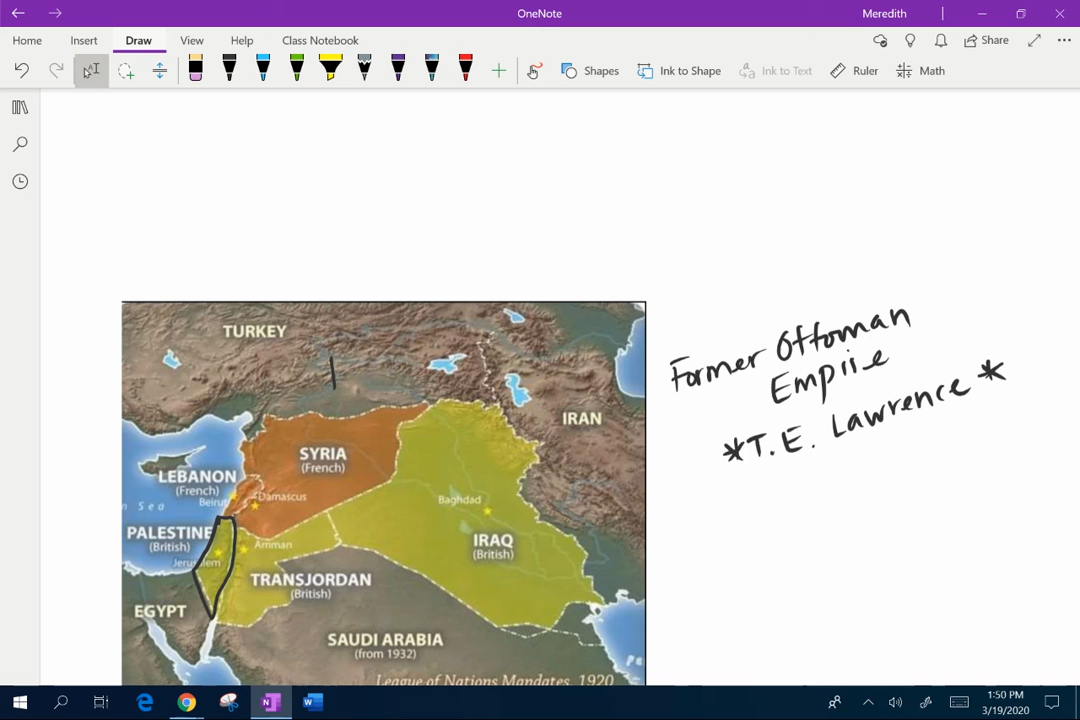 OneNote
Meredith
Home
Insert
Draw
View
Help
Class Notebook
Share
Shapes
Ink to Shape
Ink to Text
Ruler
Math
TURKEY
IRAN
SYRIA
(French)
LEBANON
(French)
Beirut
Damascus
Sea
Baghdad
PALESTINE
(British)
Amman
IRAQ
(British)
Jerusalem
TRANSJORDAN
(British)
EGYPT
SAUDI ARABIA
(from 1932)
League of Nations Mandates, 1920
Former Ottoman
Empire
*T.E. Lawrence *
1:50 PM
3/19/2020